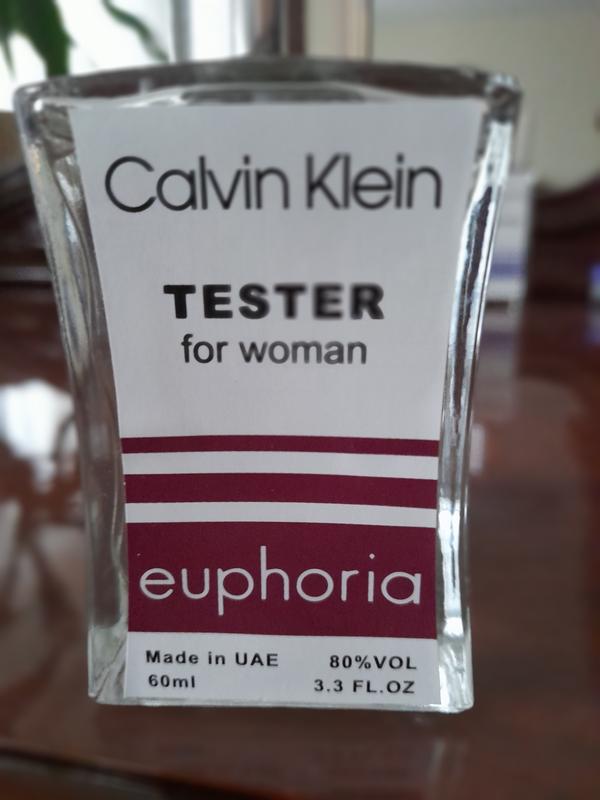 Calvin Klein
TESTER
for woman
euphoria
Made in UAE 80%VOL
60ml 3.3 FL.OZ